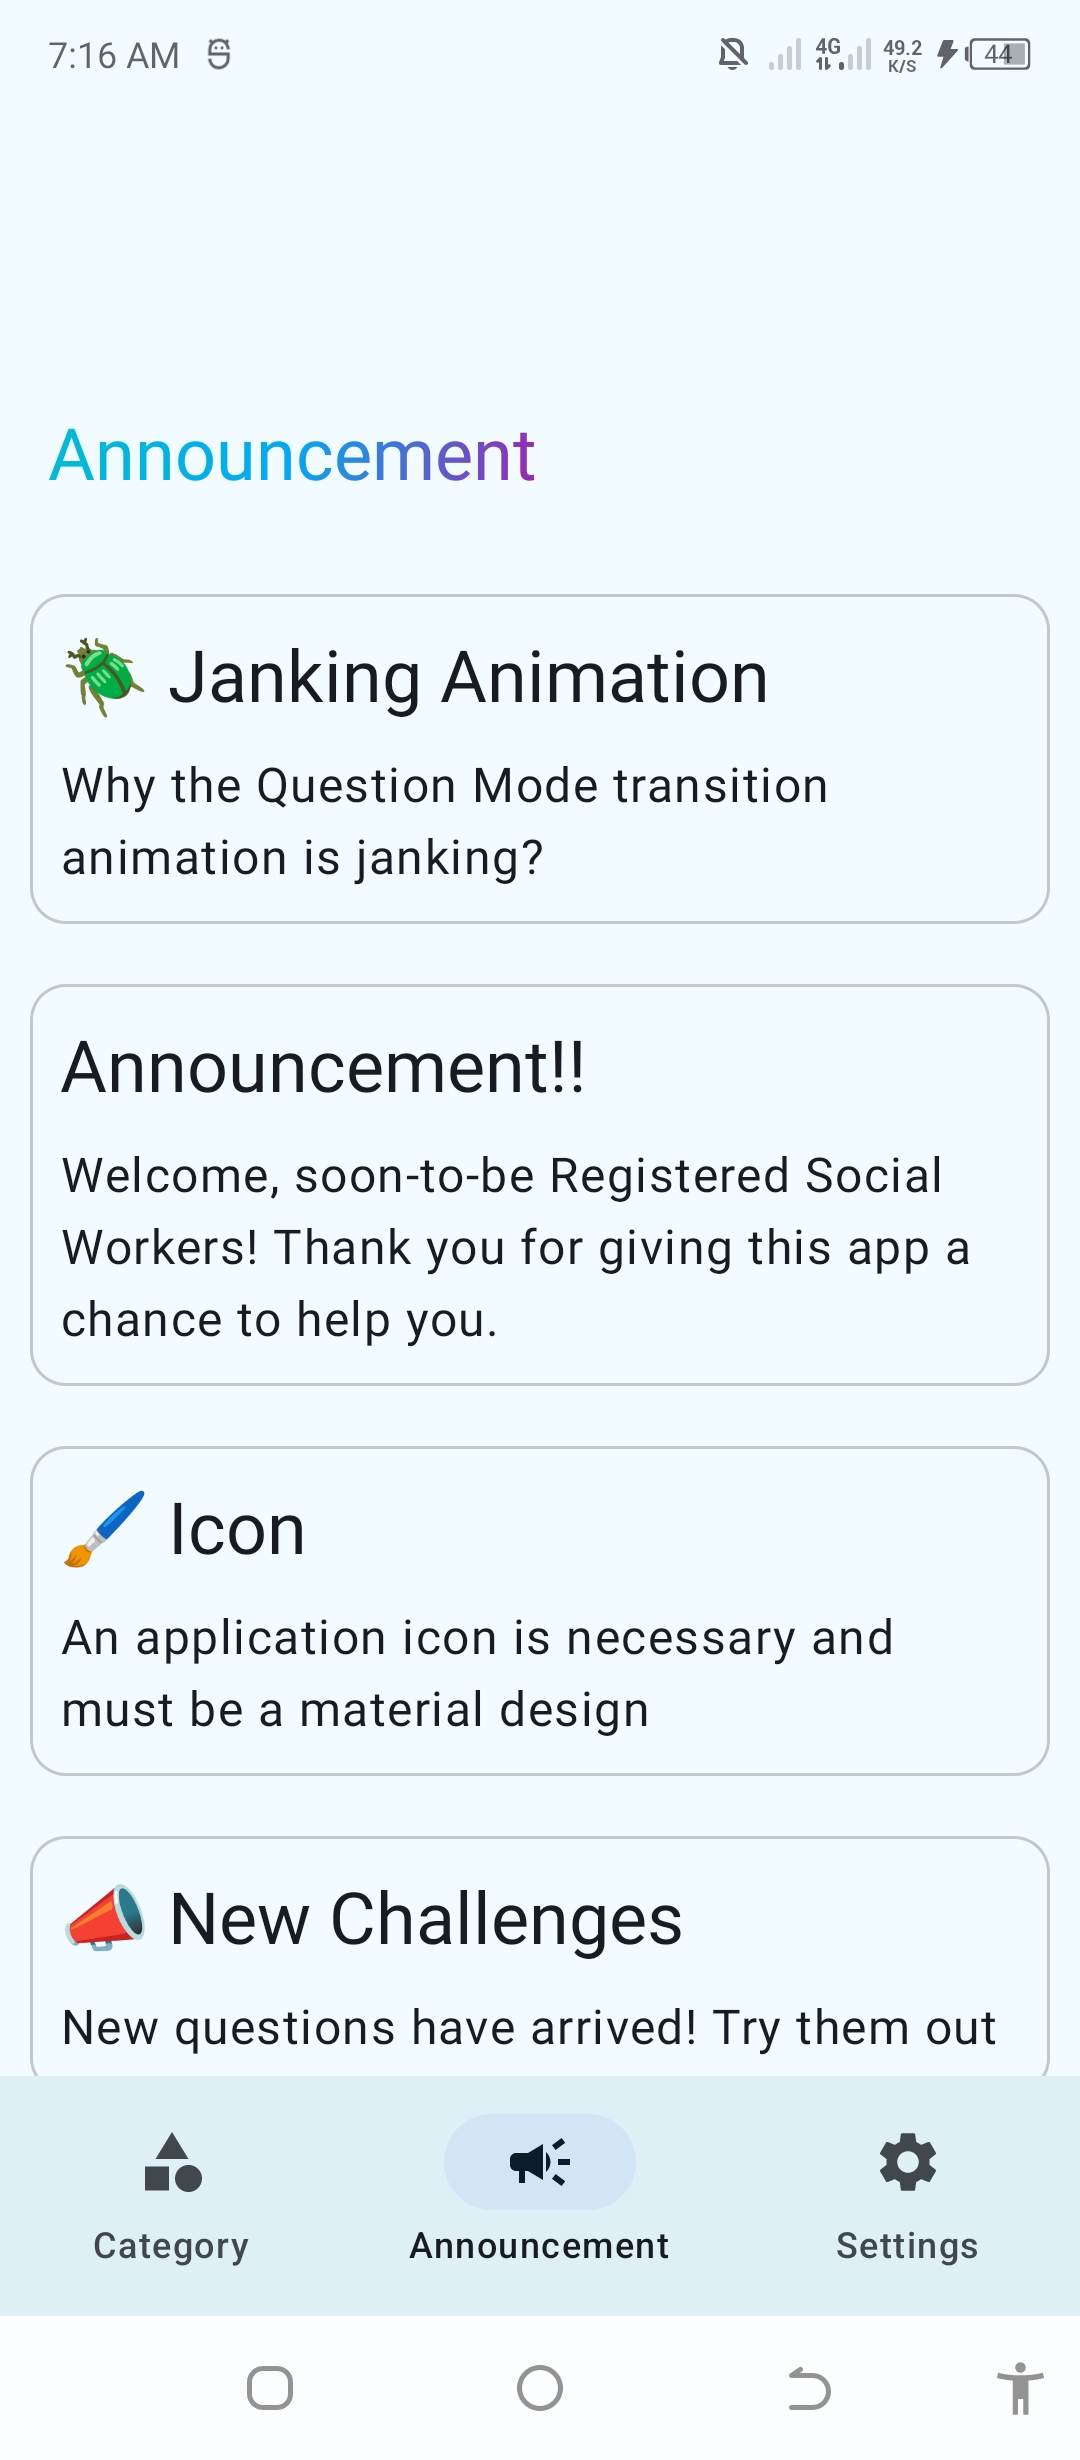 7:16 AM
4G
49.2
K/S
44
Announcement
🪲 Janking Animation
Why the Question Mode transition
animation is janking?
Announcement!!
Welcome, soon-to-be Registered Social
Workers! Thank you for giving this app a
chance to help you.
🖌️ Icon
An application icon is necessary and
must be a material design
📣 New Challenges
New questions have arrived! Try them out
Category
Announcement
Settings